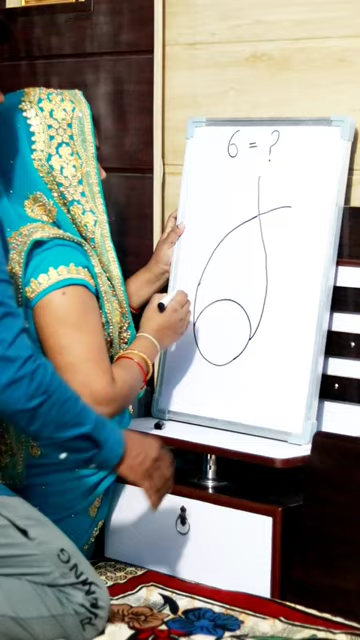 6 = ?